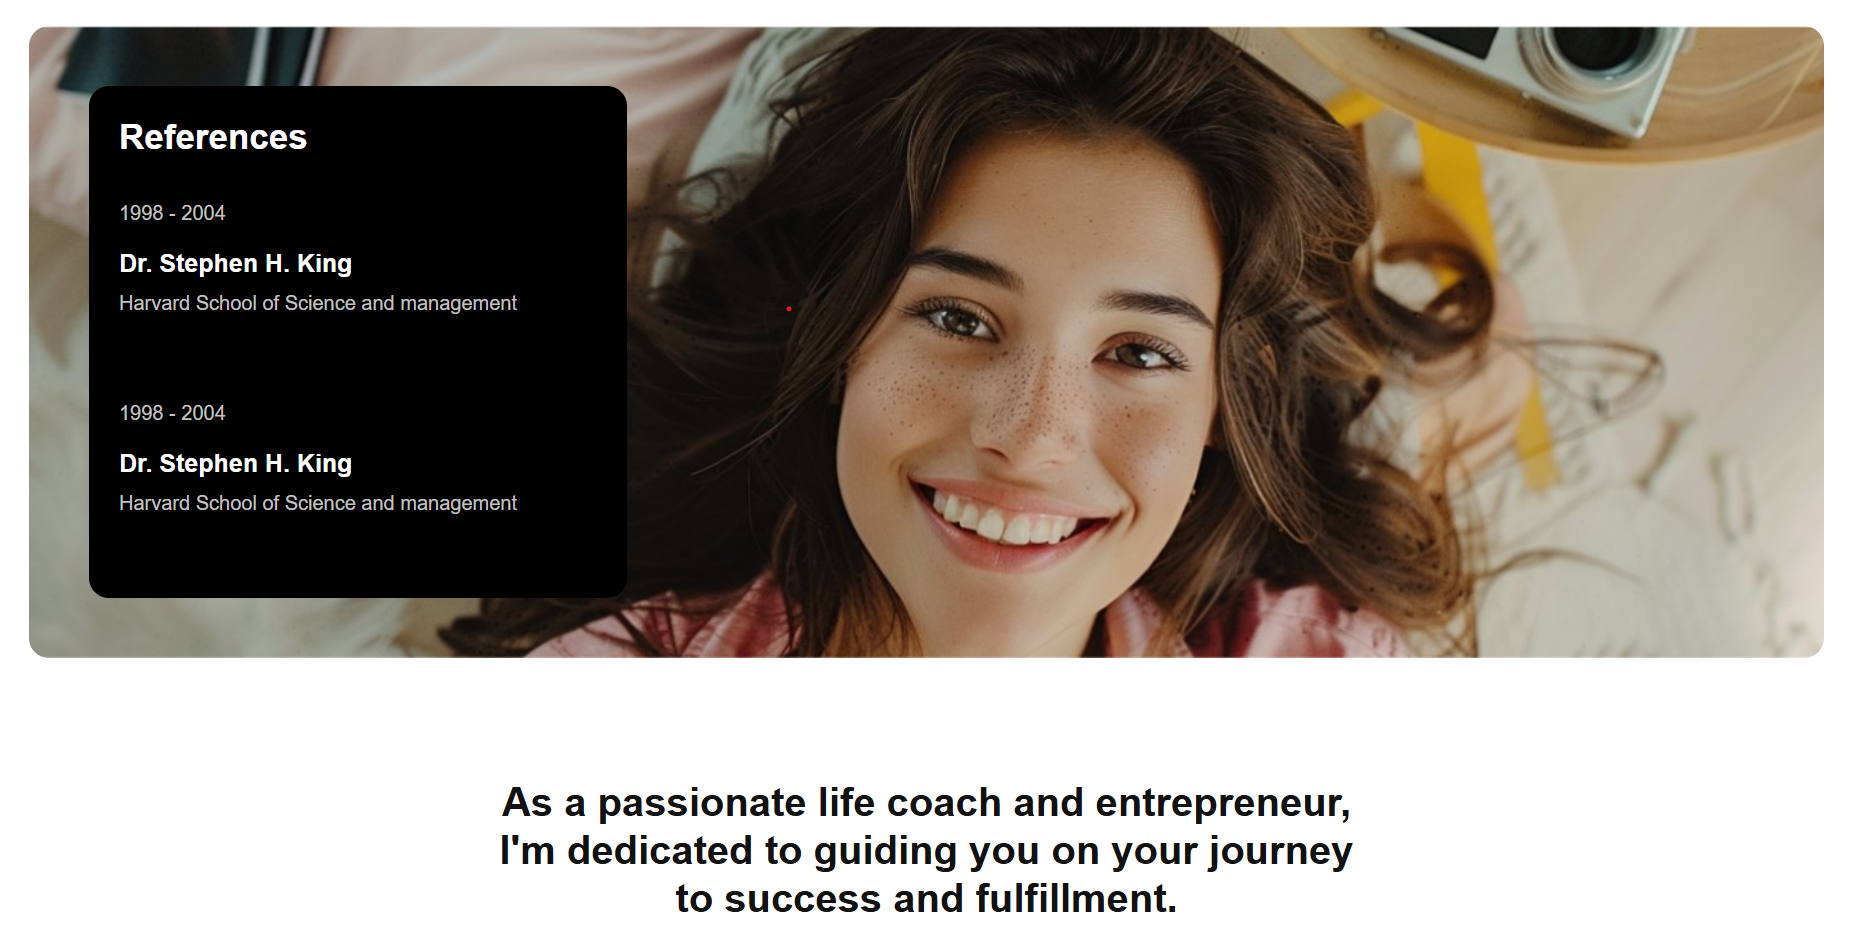 References
1998 - 2004
Dr. Stephen H. King
Harvard School of Science and management
1998 - 2004
Dr. Stephen H. King
Harvard School of Science and management
As a passionate life coach and entrepreneur,
I'm dedicated to guiding you on your journey
to success and fulfillment.